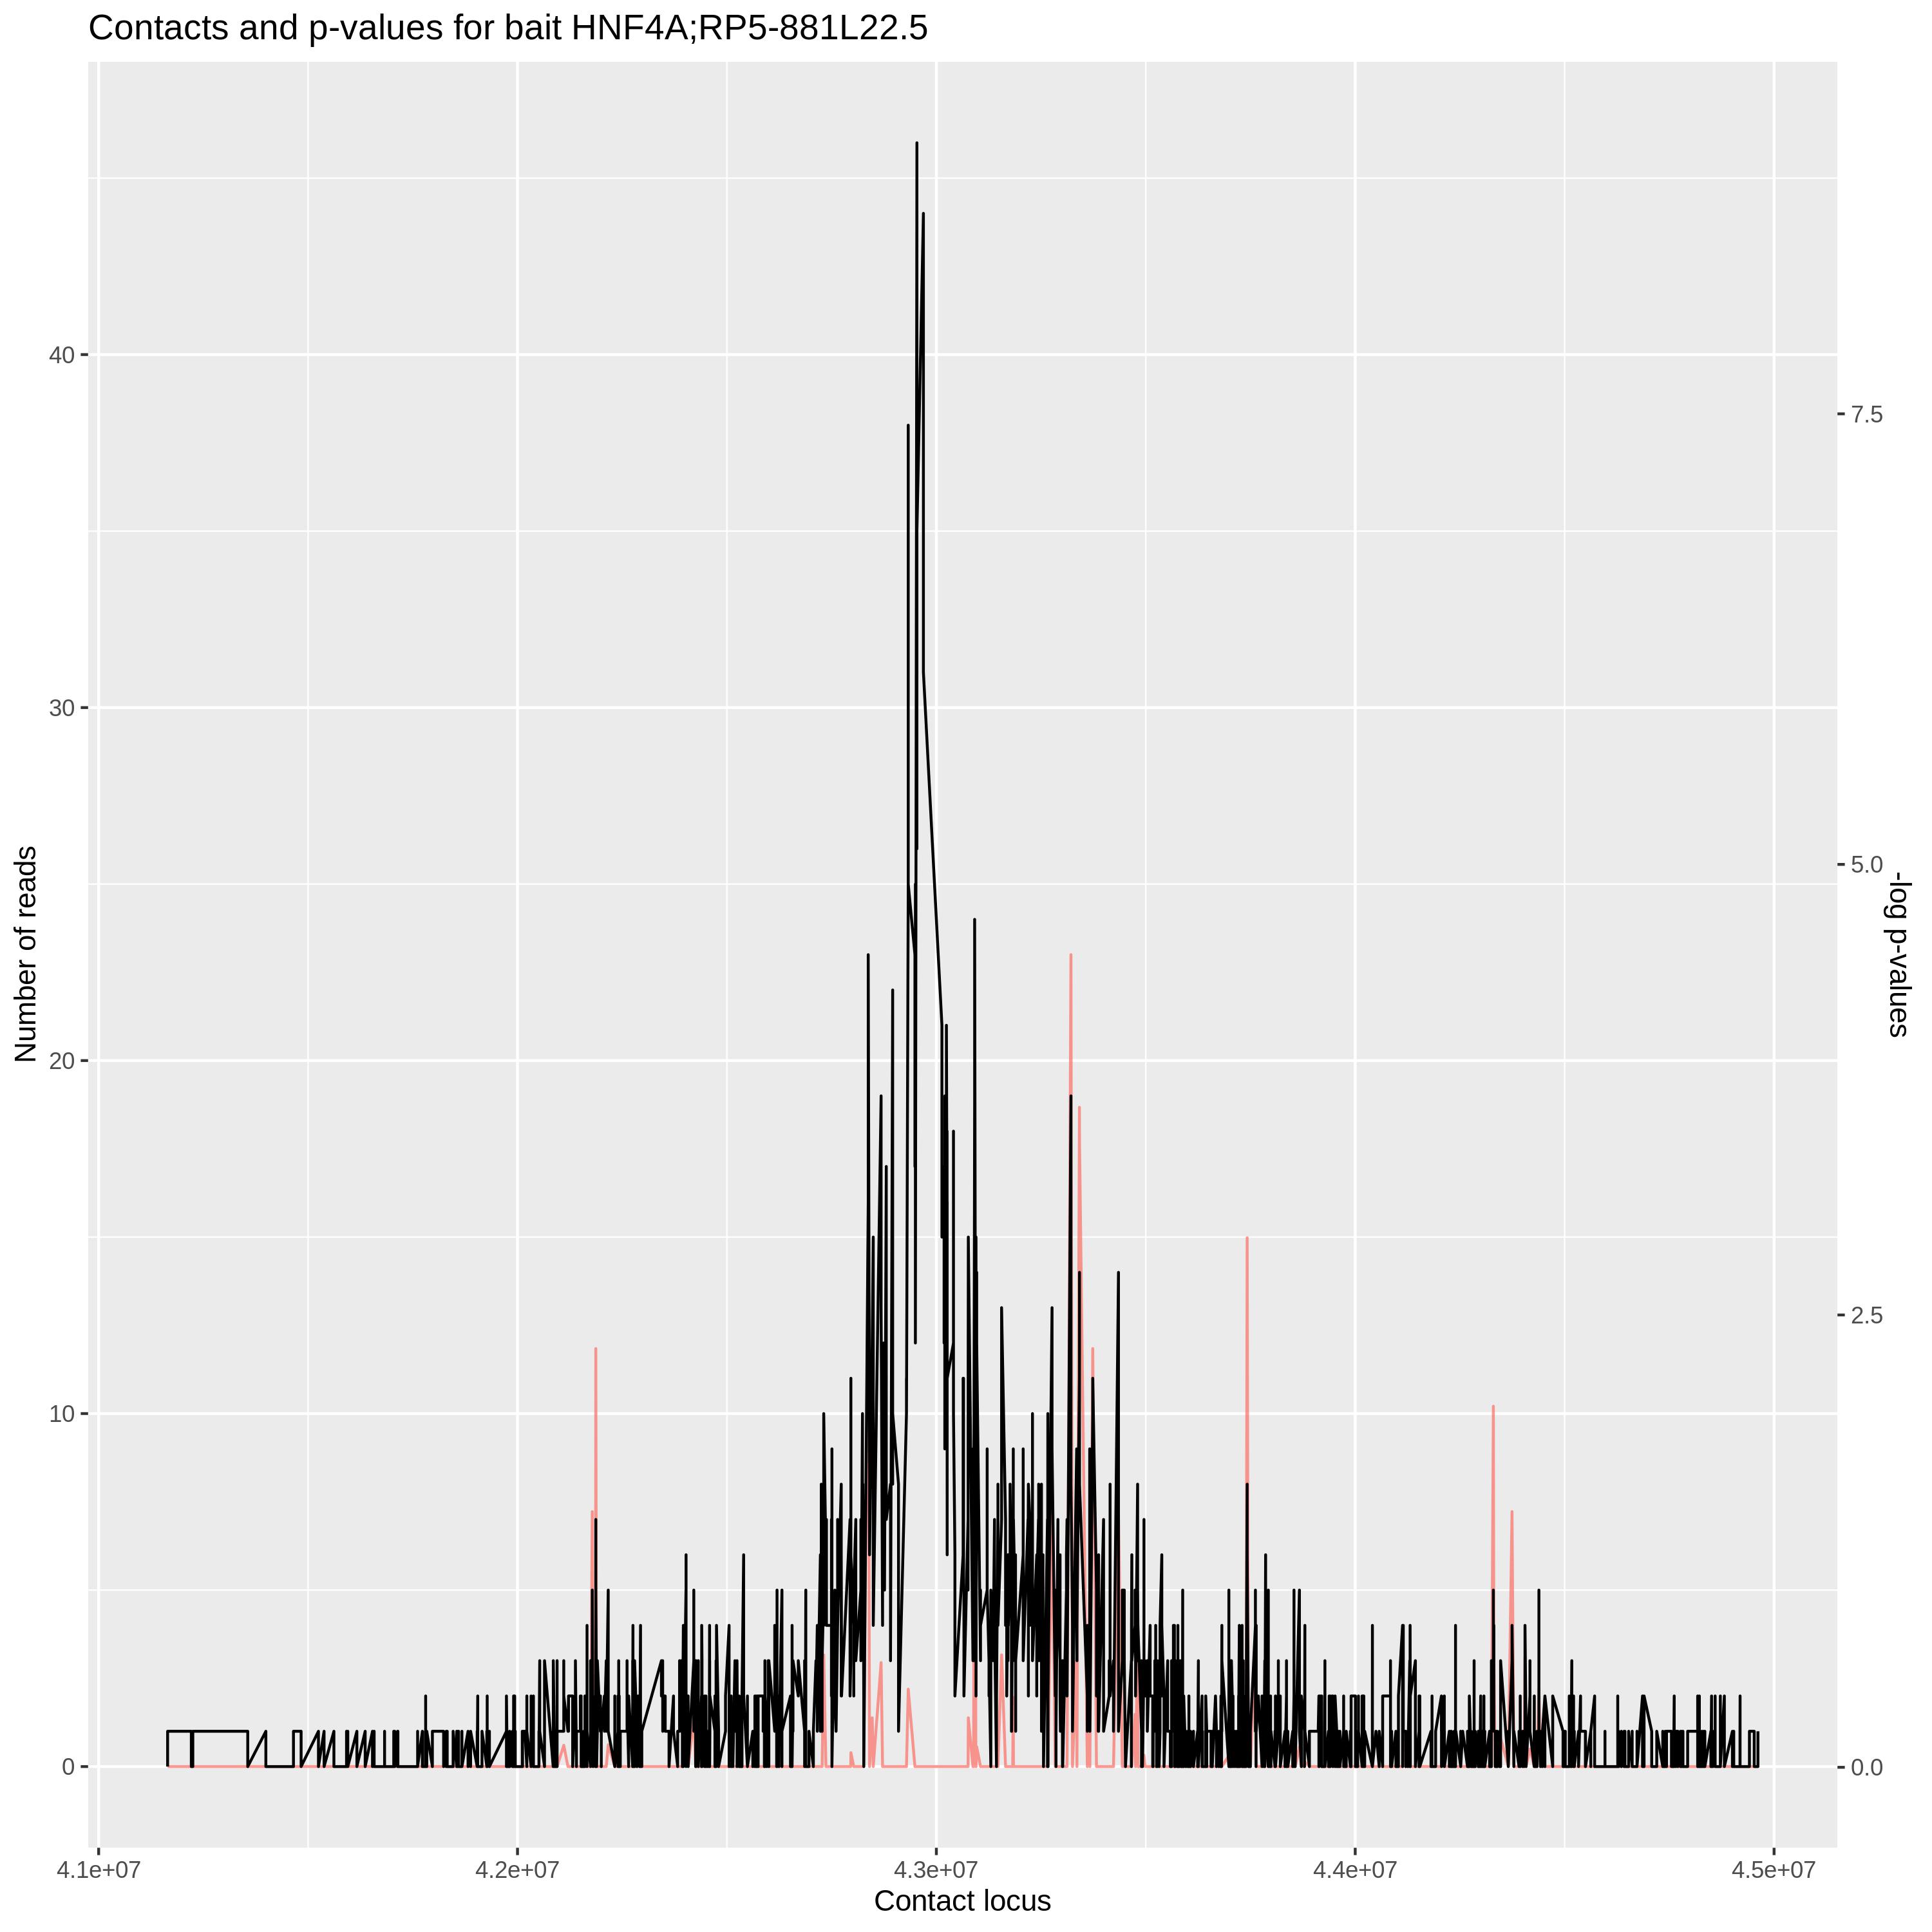 Contacts and p-values for bait HNF4A;RP5-881L22.5
40
30
20
10
0
Number of reads
7.5
5.0
2.5
0.0
-log p-values
4.1e+07
4.2e+07
4.3e+07
4.4e+07
4.5e+07
Contact locus